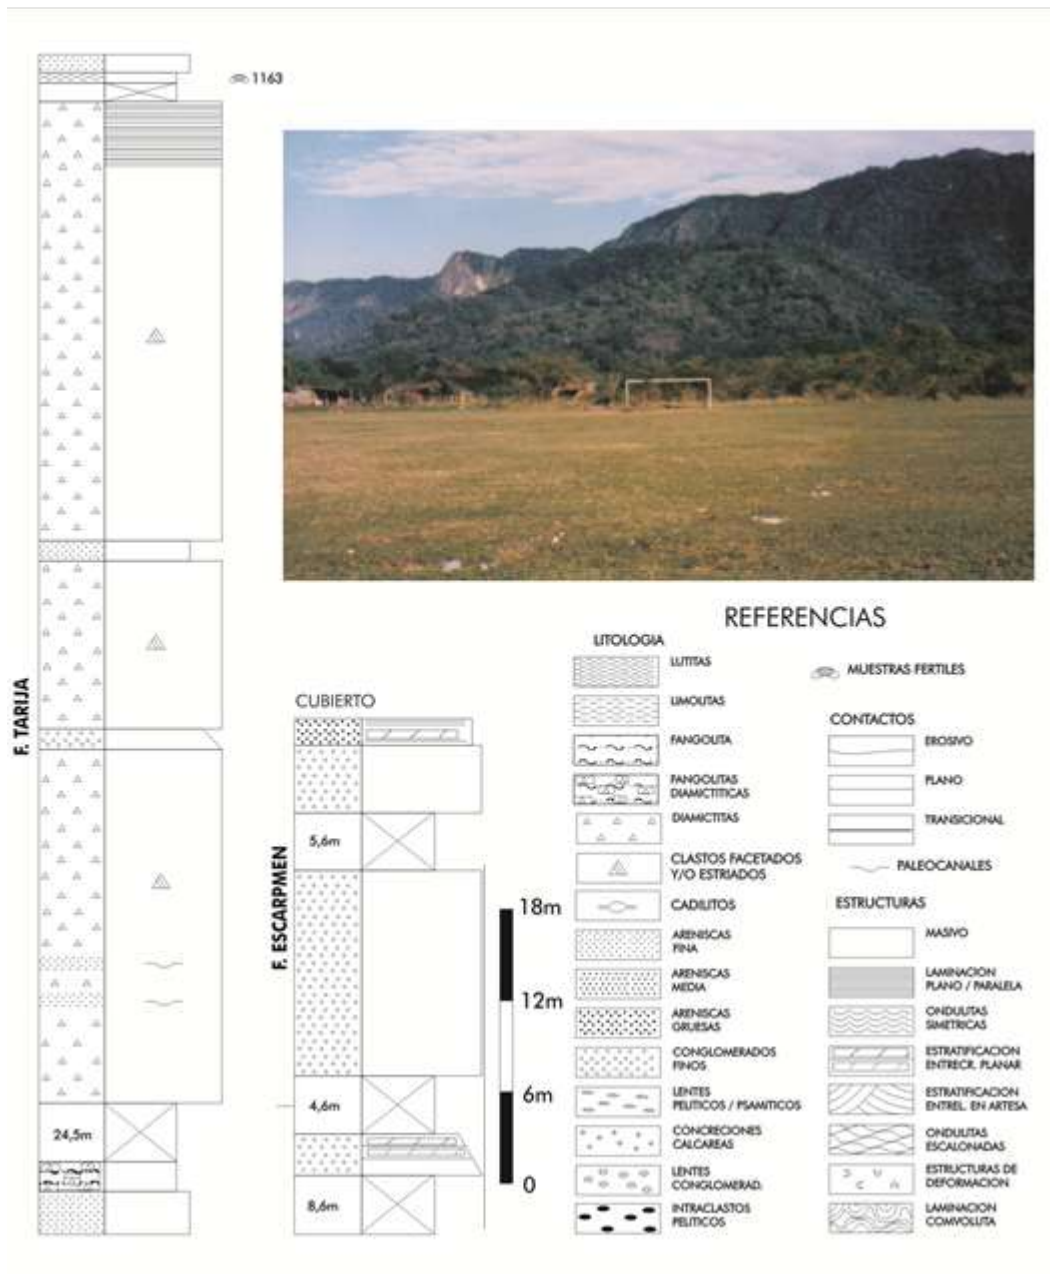 1163
F. TARIJA
24,5m
CUBIERTO
5,6m
F. ESCARPMEN
4,6m
8,6m
18m
12m
6m
0
REFERENCIAS
LITOLOGIA
LUTITAS
LIMOLITAS
FANGOLITA
FANGOLITAS
DIAMICTITICAS
DIAMICTITAS
CLASTOS FACETADOS
Y/O ESTRIADOS
CADILITOS
ARENISCAS
FINA
ARENISCAS
MEDIA
ARENISCAS
GRUESAS
CONGLOMERADOS
FINOS
LENTES
PELITICOS / PSAMITICOS
CONCRECIONES
CALCAREAS
LENTES
CONGLOMERAD.
INTRACLASTOS
PELITICOS
MUESTRAS FERTILES
CONTACTOS
EROSIVO
PLANO
TRANSICIONAL
PALEOCANALES
ESTRUCTURAS
MASIVO
LAMINACION
PLANO / PARALELA
ONDULITAS
SIMETRICAS
ESTRATIFICACION
ENTRECR. PLANAR
ESTRATIFICACION
ENTREL. EN ARTESA
ONDULITAS
ESCALONADAS
ESTRUCTURAS DE
DEFORMACION
LAMINACION
COMVOLUTA